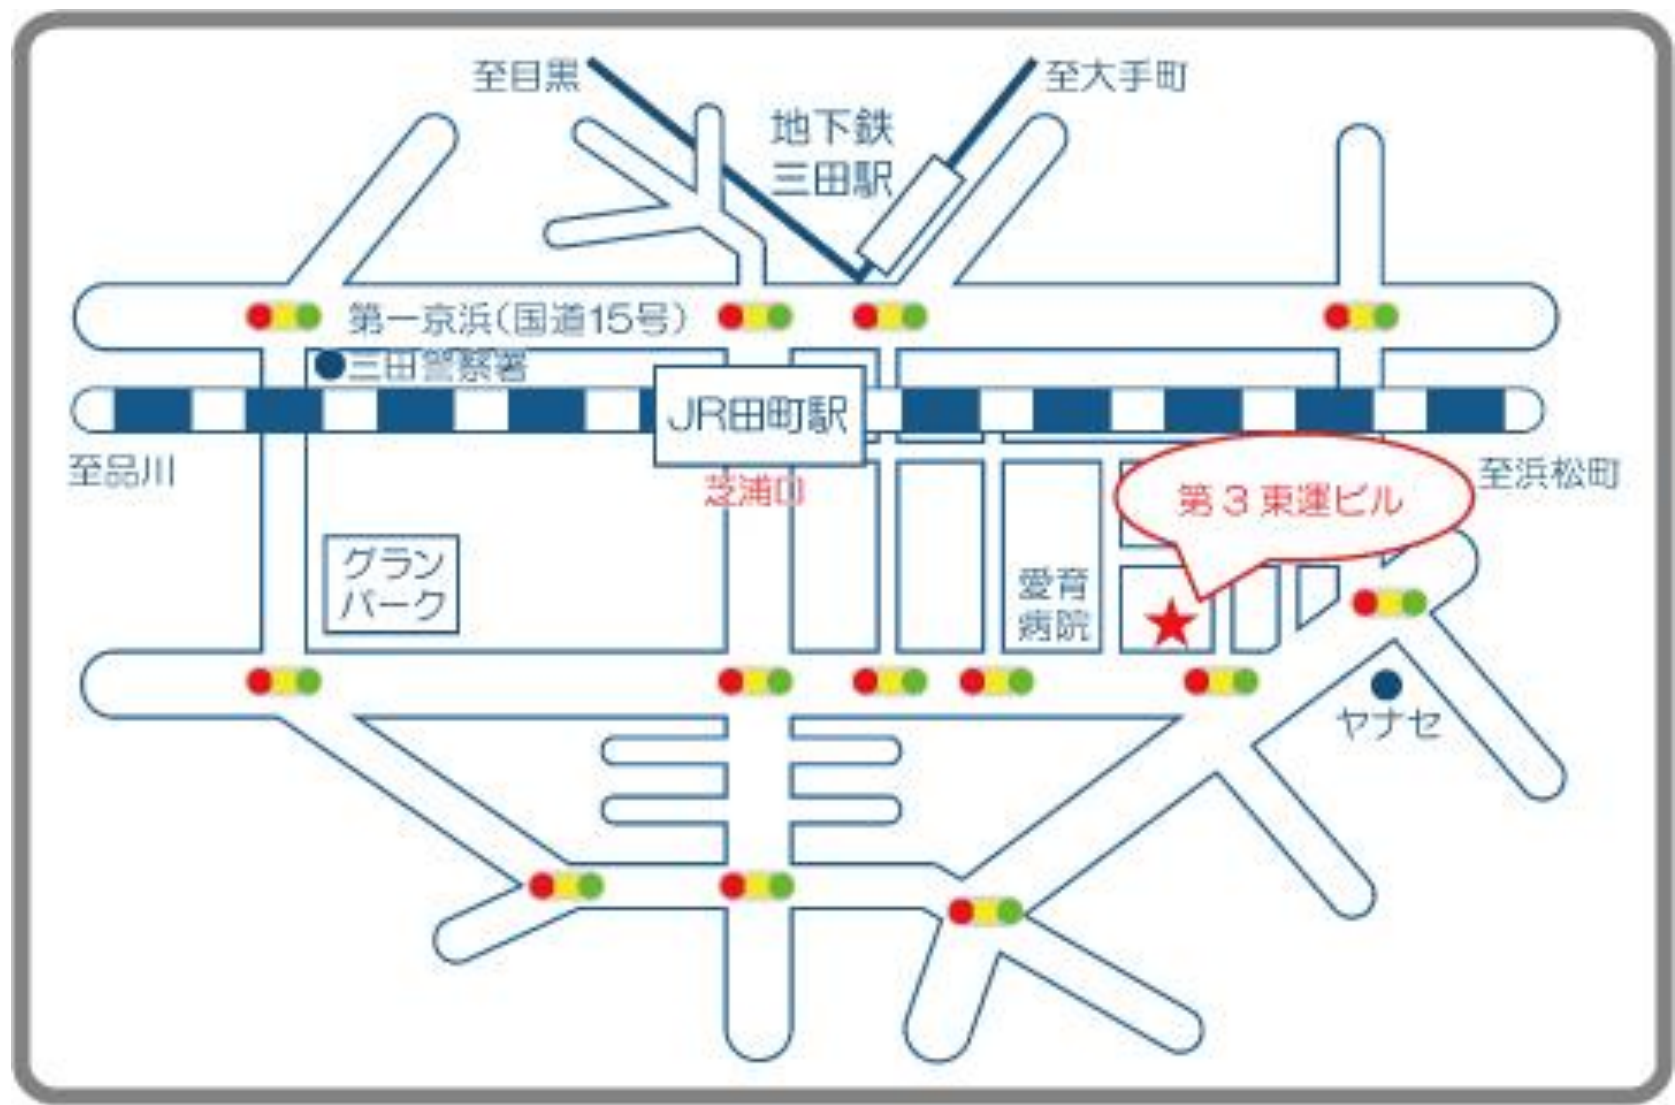 至目黒
至大手町
地下鉄
三田駅
第一京浜(国道15号)
三田警察署
JR田町駅
至品川
芝浦口
至浜松町
第3東運ビル
グラン
パーク
愛育
病院
ヤナセ